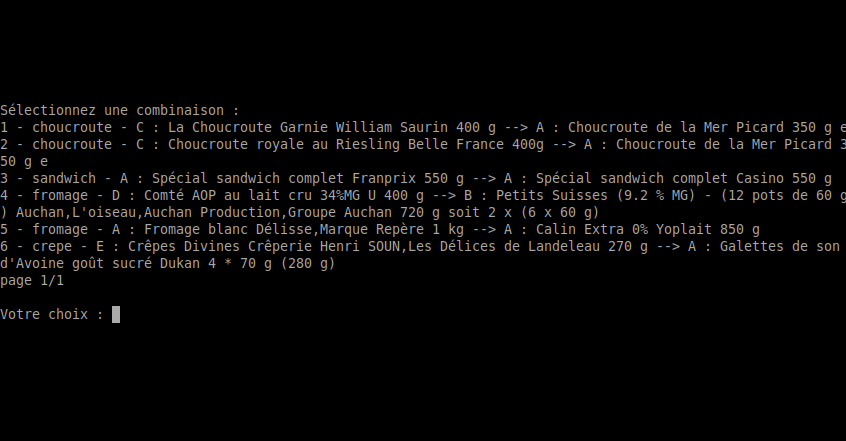 Sélectionnez une combinaison :
1 - choucroute - C : La Choucroute Garnie William Saurin 400 g --> A : Choucroute de la Mer Picard 350 g e
2 - choucroute - C : Choucroute royale au Riesling Belle France 400g --> A : Choucroute de la Mer Picard 3
50 g e
3 - sandwich - A : Spécial sandwich complet Franprix 550 g --> A : Spécial sandwich complet Casino 550 g
4 - fromage - D : Comté AOP au lait cru 34%MG U 400 g --> B : Petits Suisses (9.2 % MG) - (12 pots de 60 g
) Auchan,L'oiseau,Auchan Production,Groupe Auchan 720 g soit 2 x (6 x 60 g)
5 - fromage - A : Fromage blanc Délisse,Marque Repère 1 kg --> A : Calin Extra 0% Yoplait 850 g
6 - crepe - E : Crêpes Divines Crêperie Henri SOUN,Les Délices de Landeleau 270 g --> A : Galettes de son
d'Avoine goût sucré Dukan 4 * 70 g (280 g)
page 1/1
Votre choix :